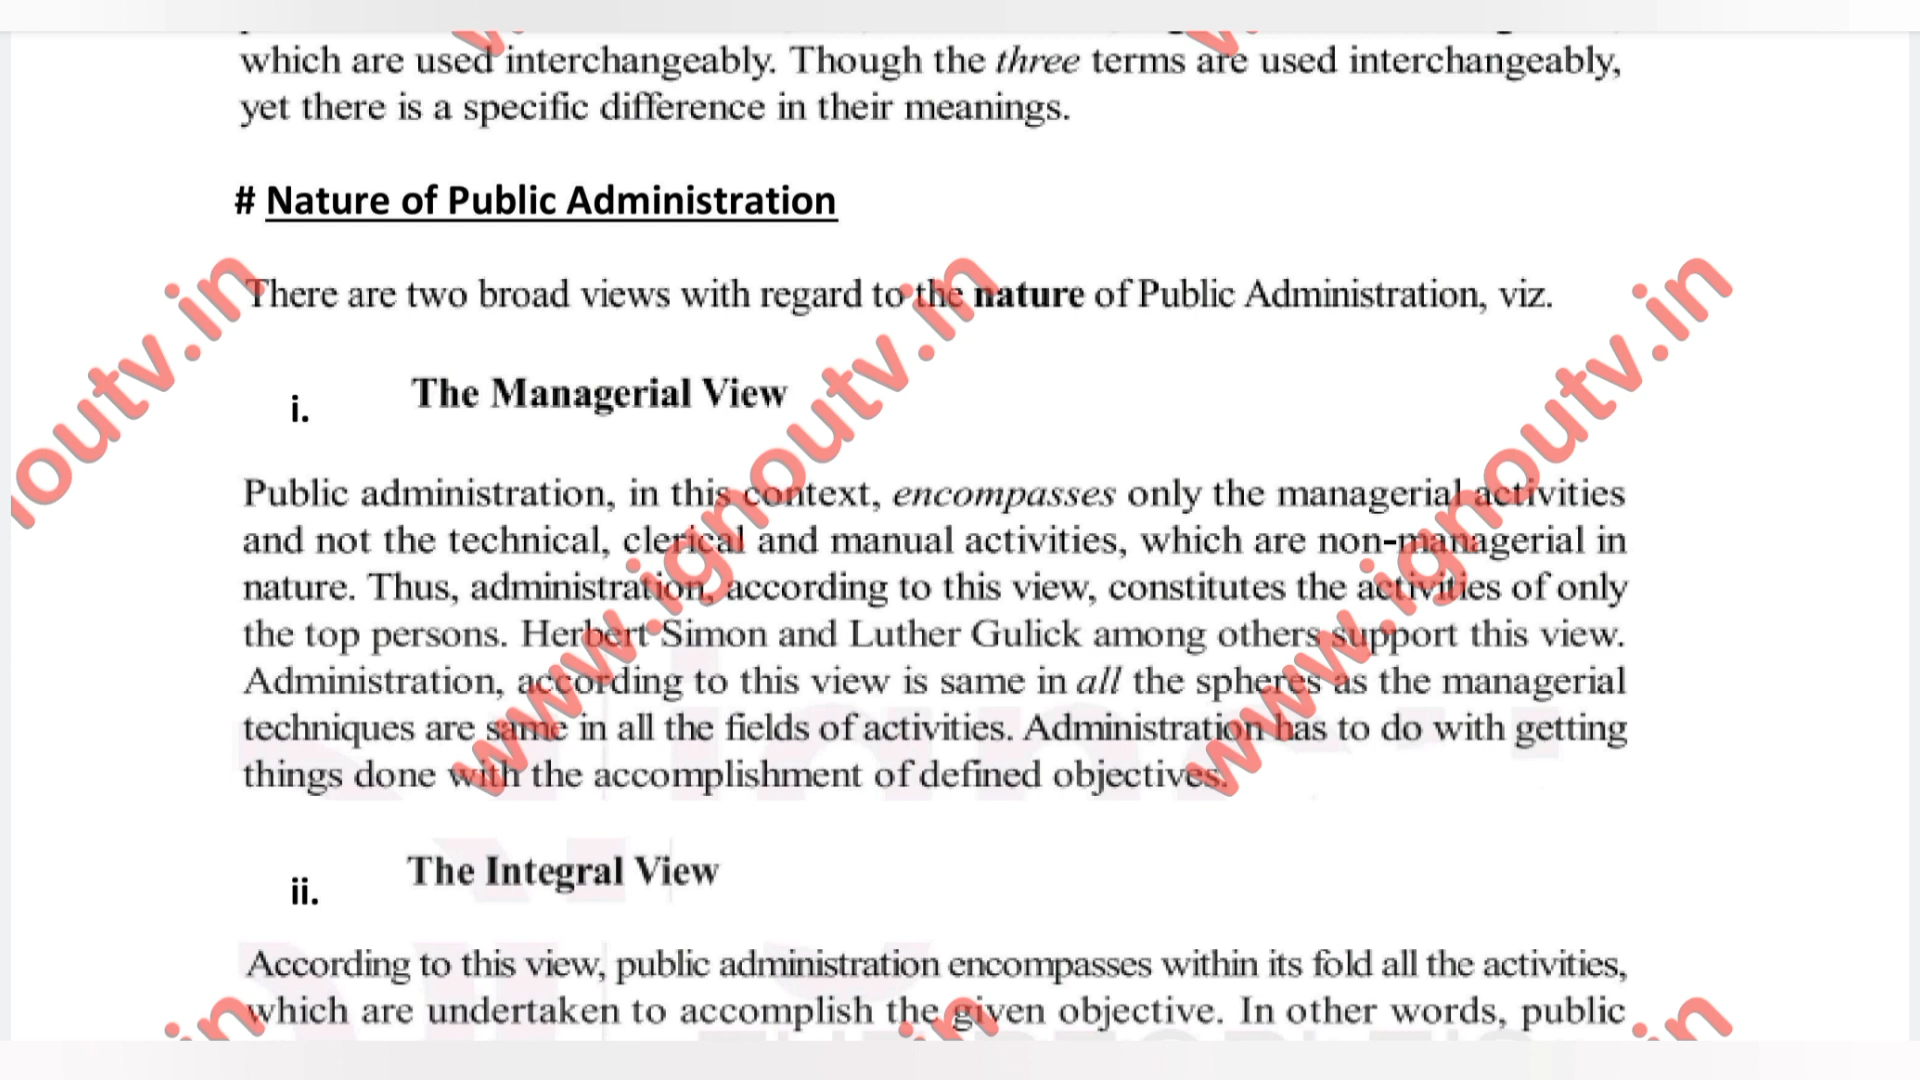 which are used interchangeably. Though the three terms are used interchangeably,
yet there is a specific difference in their meanings.
# Nature of Public Administration
There are two broad views with regard to the nature of Public Administration, viz.
i. The Managerial View
Public administration, in this context, encompasses only the managerial activities
and not the technical, clerical and manual activities, which are non-managerial in
nature. Thus, administration, according to this view, constitutes the activities of only
the top persons. Herbert Simon and Luther Gulick among others support this view.
Administration, according to this view is same in all the spheres as the managerial
techniques are same in all the fields of activities. Administration has to do with getting
things done with the accomplishment of defined objectives.
ii. The Integral View
According to this view, public administration encompasses within its fold all the activities,
which are undertaken to accomplish the given objective. In other words, public
outv.in
www.ignoutv.in
www.ignoutv.in
in
in
in